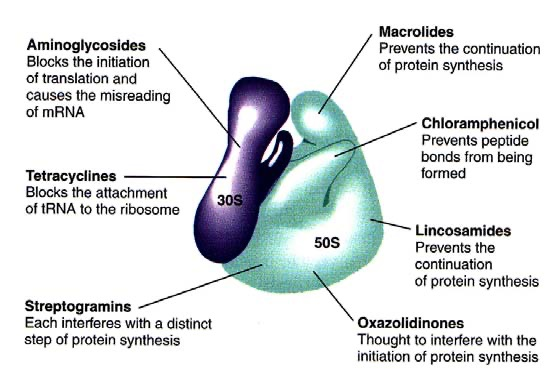 Aminoglycosides
Blocks the initiation
of translation and
causes the misreading
of mRNA
Macrolides
Prevents the continuation
of protein synthesis
Chloramphenicol
Prevents peptide
bonds from being
formed
Tetracyclines
Blocks the attachment
of tRNA to the ribosome
30S
50S
Lincosamides
Prevents the
continuation
of protein synthesis
Streptogramins
Each interferes with a distinct
step of protein synthesis
Oxazolidinones
Thought to interfere with the
initiation of protein synthesis